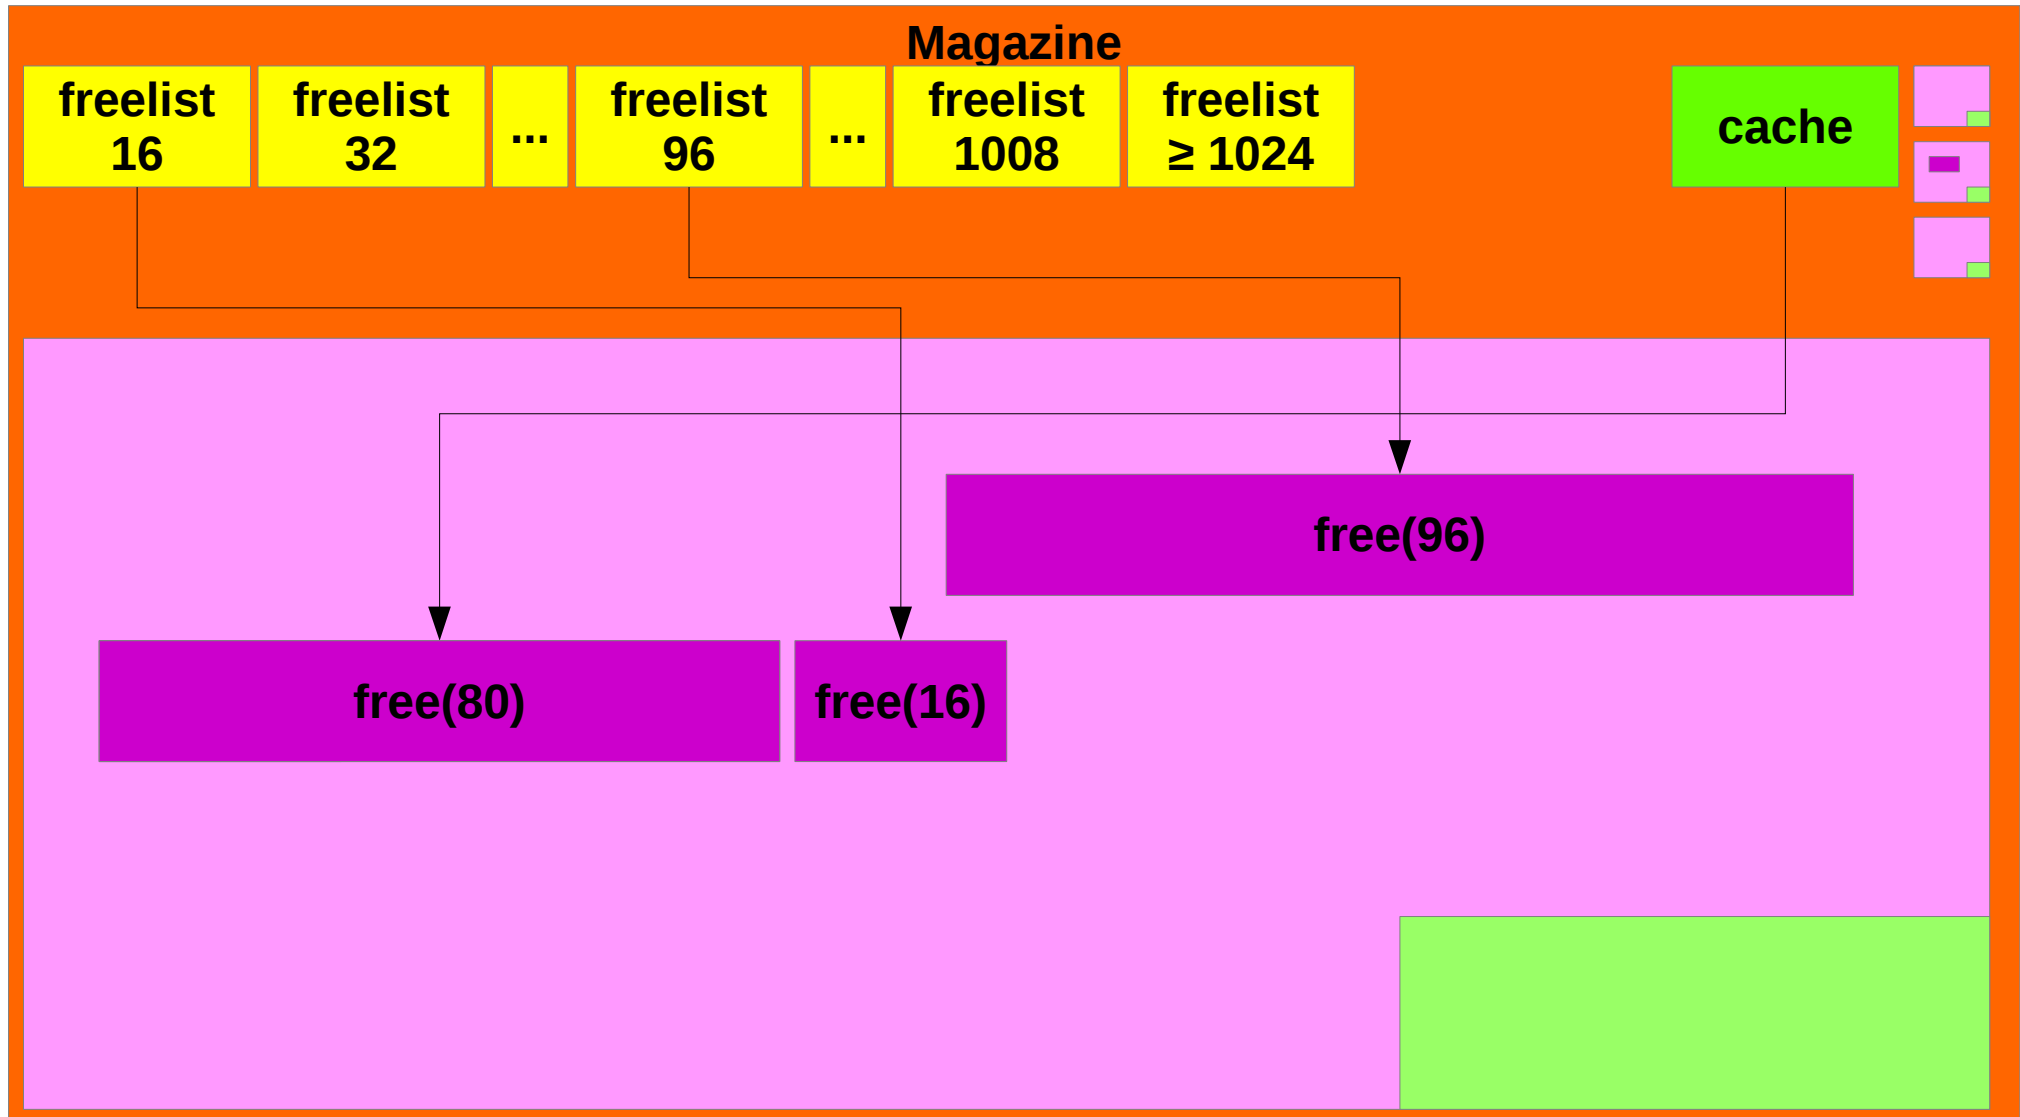 Magazine
freelist
16
freelist
32
...
freelist
96
...
freelist
1008
freelist
≥ 1024
cache
free(96)
free(80)
free(16)